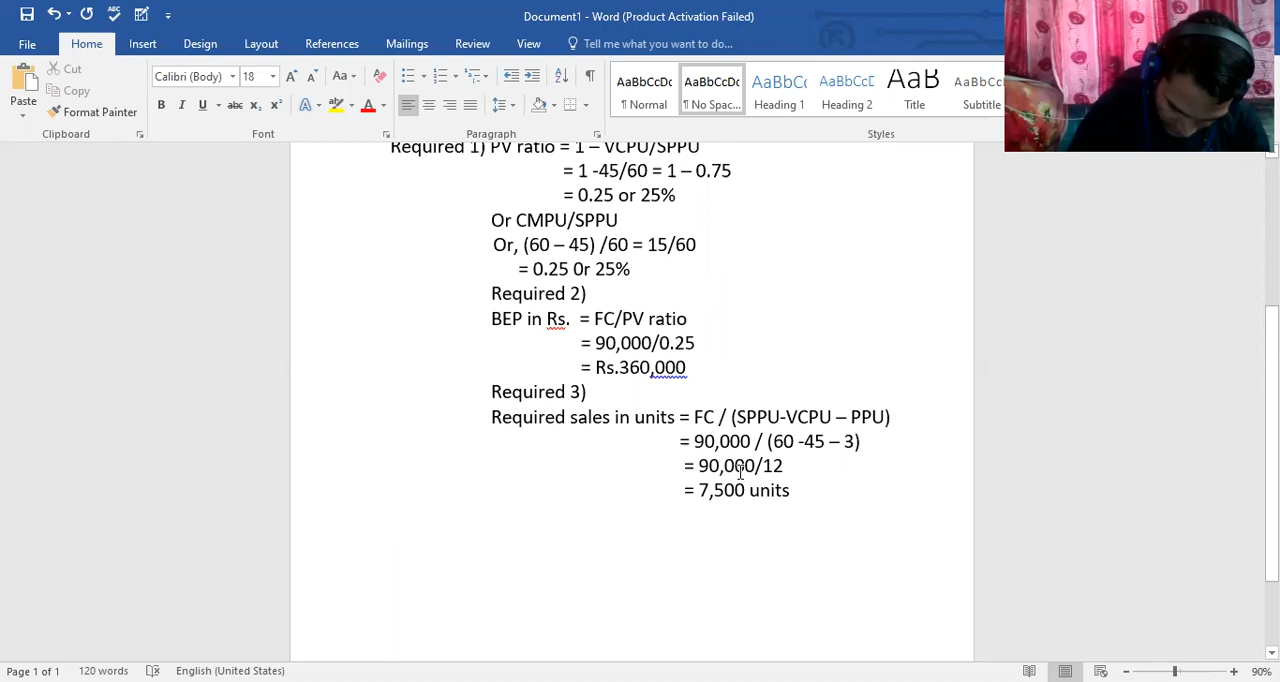 Document1 - Word (Product Activation Failed)
File Home Insert Design Layout References Mailings Review View Tell me what you want to do...
Paste
Cut
Copy
Format Painter
Calibri (Body) 18
Clipboard Font Paragraph Styles
AaBbCcDc AaBbCcDc AaBbCc AaBbCcE AaB AaBbCcD
¶ Normal ¶ No Spac... Heading 1 Heading 2 Title Subtitle
Required 1) PV ratio = 1 – VCPU/SPPU
= 1 -45/60 = 1 – 0.75
= 0.25 or 25%
Or CMPU/SPPU
Or, (60 – 45) /60 = 15/60
= 0.25 0r 25%
Required 2)
BEP in Rs. = FC/PV ratio
= 90,000/0.25
= Rs.360,000
Required 3)
Required sales in units = FC / (SPPU-VCPU – PPU)
= 90,000 / (60 -45 – 3)
= 90,000/12
= 7,500 units
Page 1 of 1 120 words English (United States) 90%